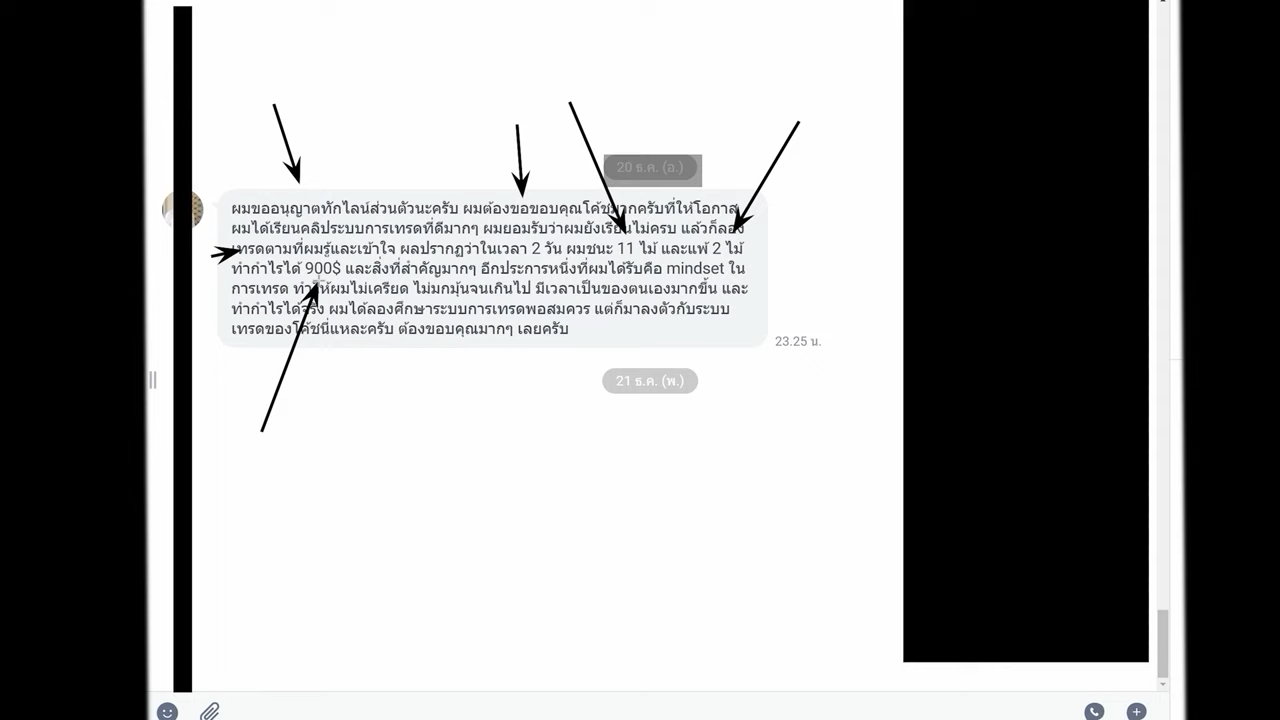 20 ธ.ค. (อ.)
ผมขออนุญาตทักไลน์ส่วนตัวนะครับ ผมต้องขอขอบคุณโค้ชมากครับที่ให้โอกาส
ผมได้เรียนคลิประบบการเทรดที่ดีมากๆ ผมยอมรับว่าผมยังเรียนไม่ครบ แล้วก็ลอง
เทรดตามที่ผมรู้และเข้าใจ ผลปรากฏว่าในเวลา 2 วัน ผมชนะ 11 ไม้ และแพ้ 2 ไม้
ทำกำไรได้ 900$ และสิ่งที่สำคัญมากๆ อีกประการหนึ่งที่ผมได้รับคือ mindset ใน
การเทรด ทำให้ผมไม่เครียด ไม่มกมุ้นจนเกินไป มีเวลาเป็นของตนเองมากขึ้น และ
ทำกำไรได้จริง ผมได้ลองศึกษาระบบการเทรดพอสมควร แต่ก็มาลงตัวกับระบบ
เทรดของโค้ชนี่แหละครับ ต้องขอบคุณมากๆ เลยครับ
23.25 น.
21 ธ.ค. (พ.)